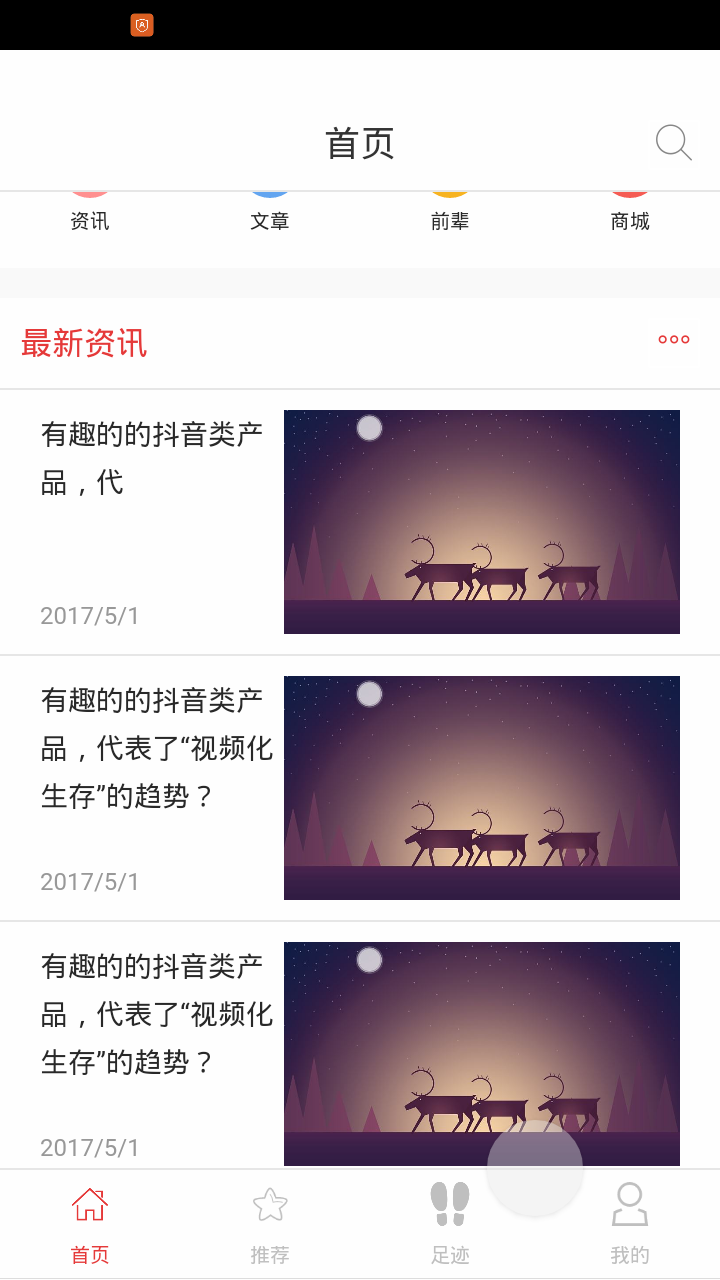 首页
资讯
文章
前辈
商城
最新资讯
有趣的的抖音类产
品，代
2017/5/1
有趣的的抖音类产
品，代表了“视频化
生存”的趋势？
2017/5/1
有趣的的抖音类产
品，代表了“视频化
生存”的趋势？
2017/5/1
首页
推荐
足迹
我的